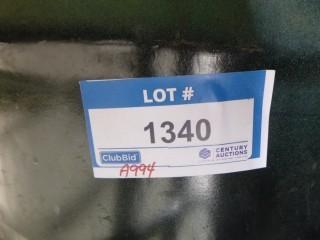 LOT #
1340
ClubBid
CENTURY
AUCTIONS
A994